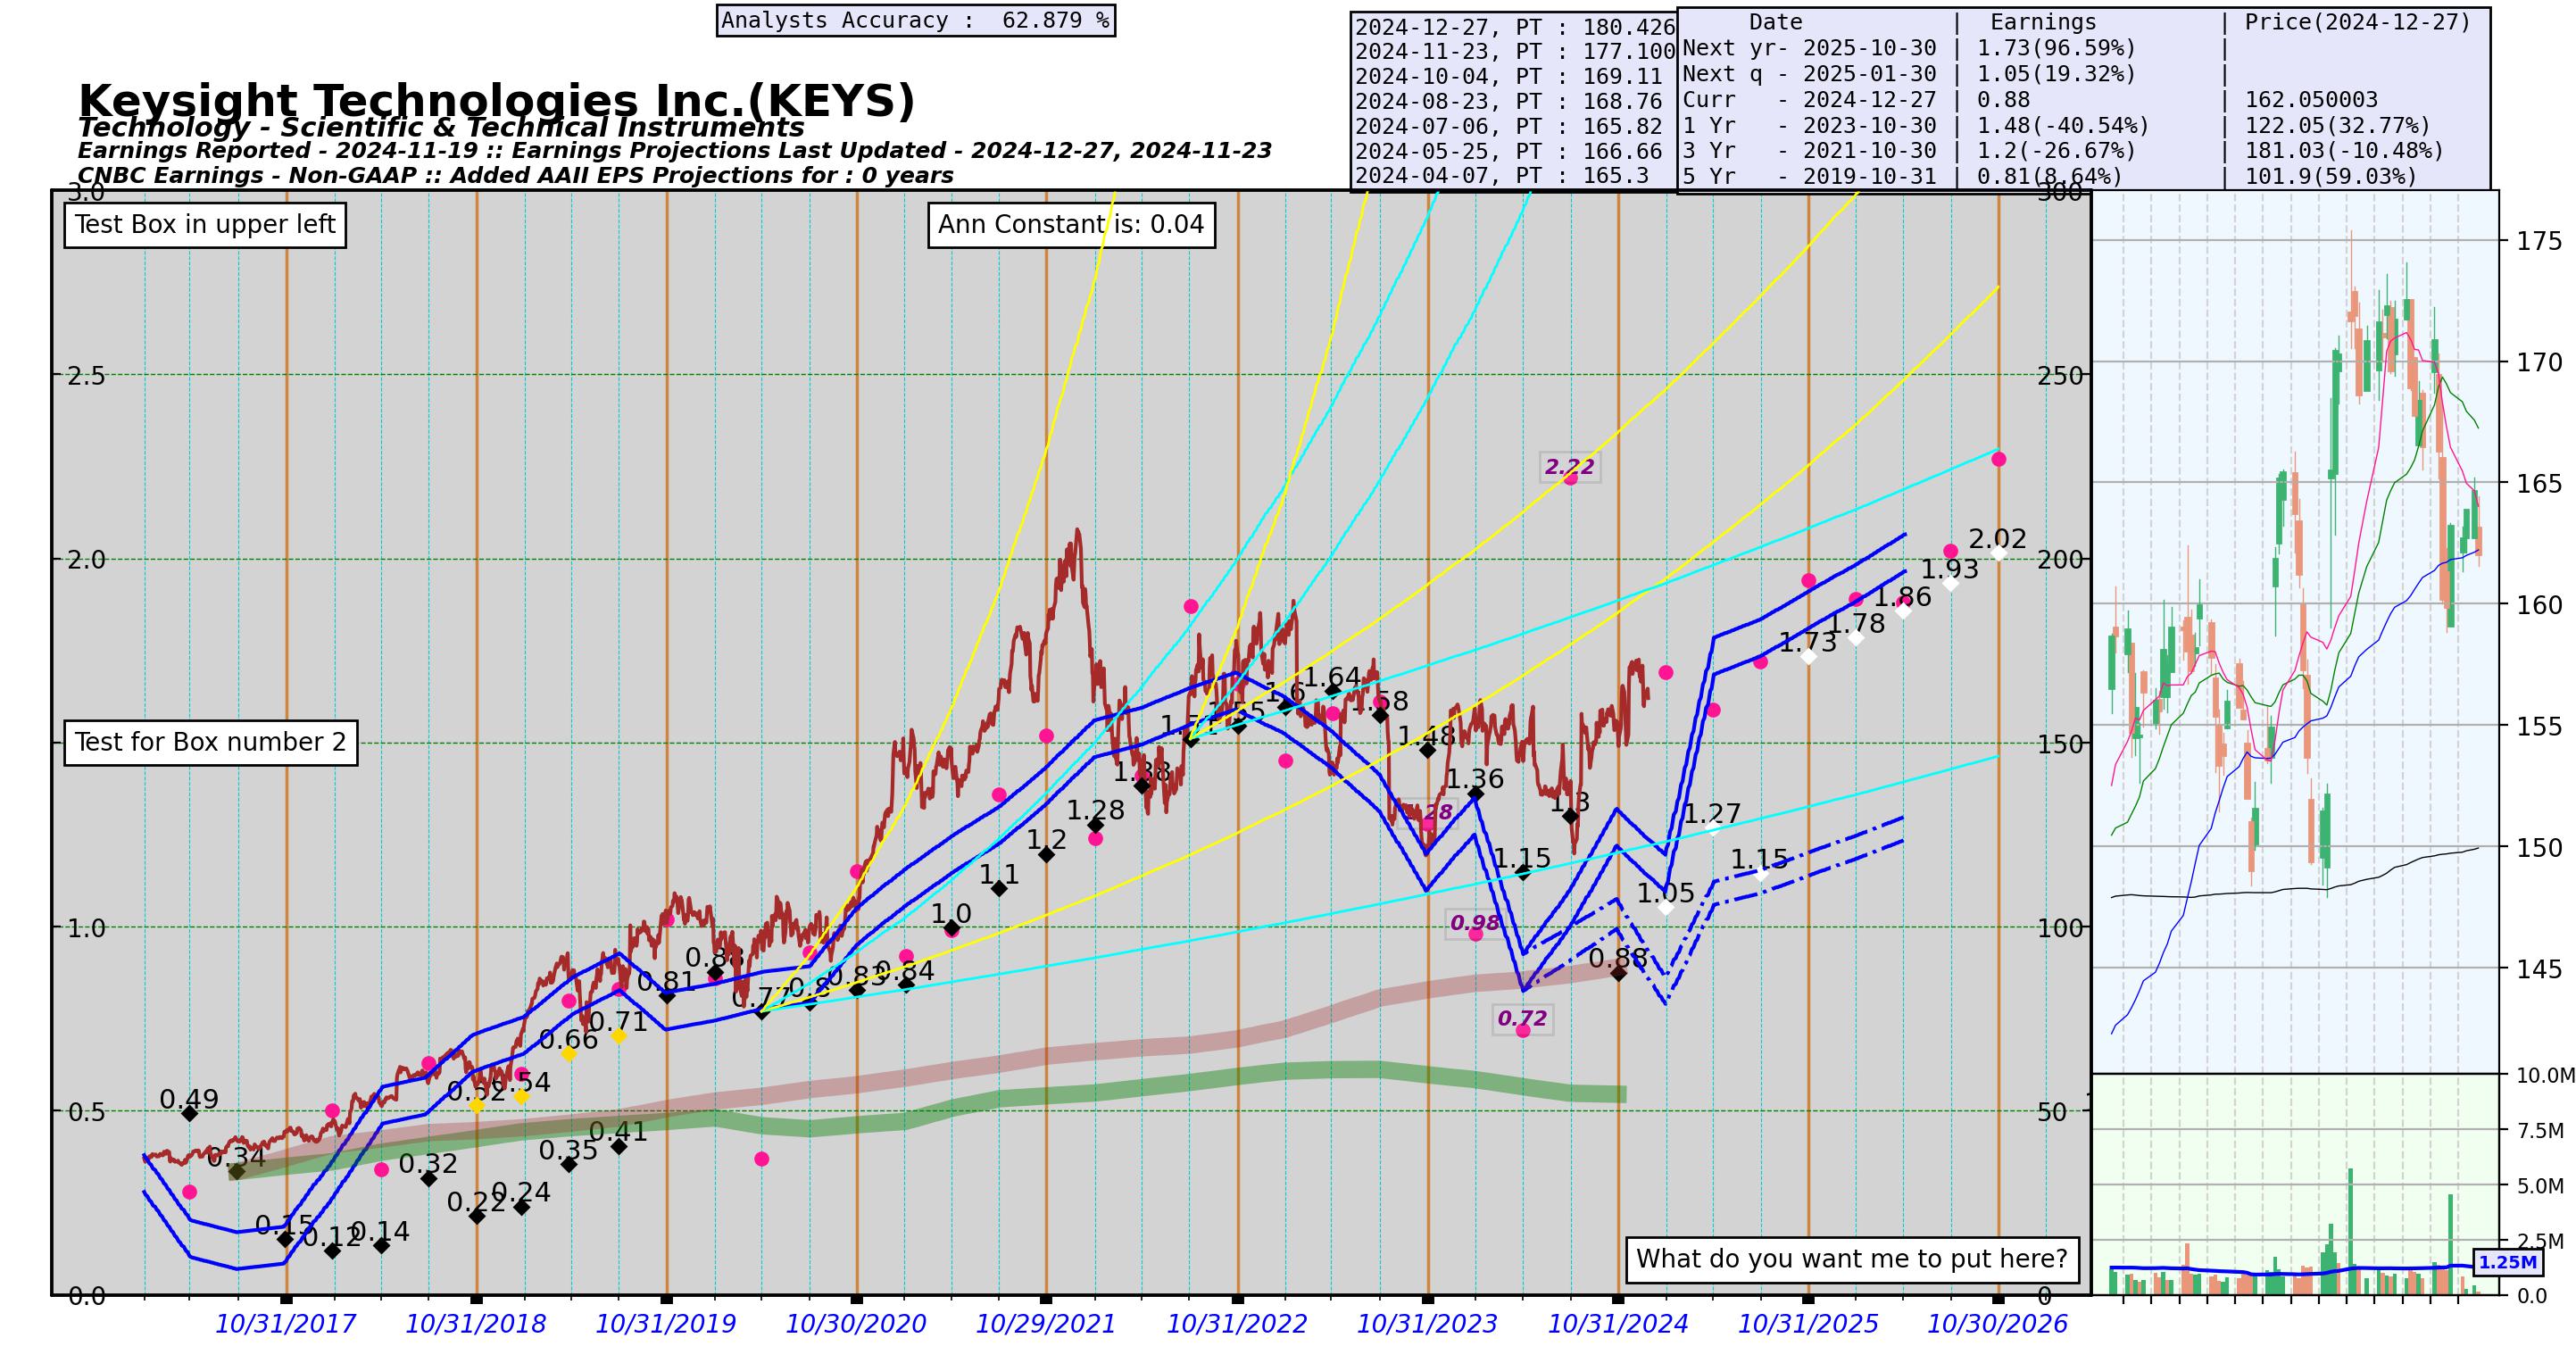 Analysts Accuracy :  62.879 %
2024-12-27, PT : 180.426
2024-11-23, PT : 177.100
2024-10-04, PT : 169.11
2024-08-23, PT : 168.76
2024-07-06, PT : 165.82
2024-05-25, PT : 166.66
2024-04-07, PT : 165.3
Date | Earnings | Price(2024-12-27)
Next yr- 2025-10-30 | 1.73(96.59%) |
Next q - 2025-01-30 | 1.05(19.32%) |
Curr - 2024-12-27 | 0.88 | 162.050003
1 Yr - 2023-10-30 | 1.48(-40.54%) | 122.05(32.77%)
3 Yr - 2021-10-30 | 1.2(-26.67%) | 181.03(-10.48%)
5 Yr - 2019-10-31 | 0.81(8.64%) | 101.9(59.03%)
Keysight Technologies Inc.(KEYS)
Technology - Scientific & Technical Instruments
Earnings Reported - 2024-11-19 :: Earnings Projections Last Updated - 2024-12-27, 2024-11-23
CNBC Earnings - Non-GAAP :: Added AAII EPS Projections for : 0 years
Test Box in upper left
Ann Constant is: 0.04
Test for Box number 2
What do you want me to put here?
3.0
2.5
2.0
1.0
0.5
0.0
300
250
200
150
100
50
0
0.49
0.34
0.15
0.12
0.14
0.32
0.22
0.24
0.35
0.41
0.52
0.54
0.66
0.71
0.81
0.88
0.77
0.8
0.83
0.84
1.0
1.1
1.2
1.28
1.38
1.55
1.6
1.64
1.58
1.48
1.36
1.15
1.3
0.88
1.05
1.27
1.15
1.73
1.78
1.86
1.93
2.02
0.98
0.72
2.22
10/31/2017
10/31/2018
10/31/2019
10/30/2020
10/29/2021
10/31/2022
10/31/2023
10/31/2024
10/31/2025
10/30/2026
175
170
165
160
155
150
145
10.0M
7.5M
5.0M
2.5M
1.25M
0.0